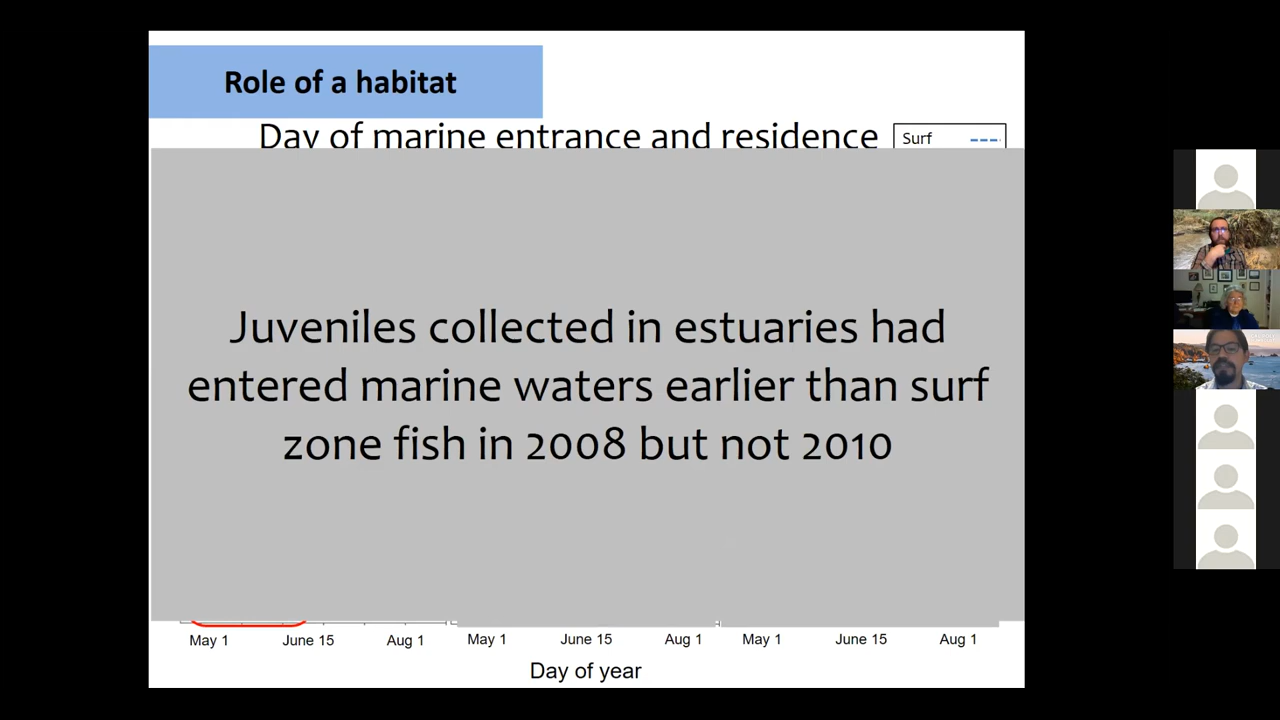 Role of a habitat
Day of marine entrance and residence
Surf
Juveniles collected in estuaries had
entered marine waters earlier than surf
zone fish in 2008 but not 2010
May 1 June 15 Aug 1 May 1 June 15 Aug 1 May 1 June 15 Aug 1
Day of year